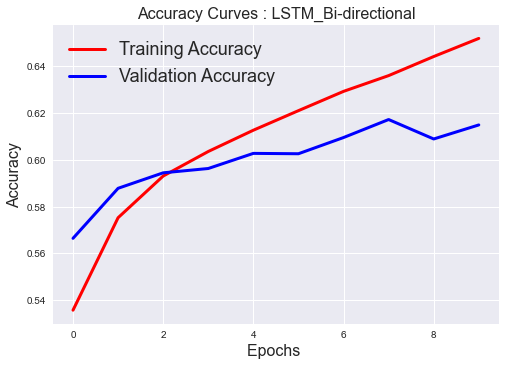 Accuracy Curves : LSTM_Bi-directional
Training Accuracy
Validation Accuracy
Accuracy
0.64
0.62
0.60
0.58
0.56
0.54
0 2 4 6 8
Epochs